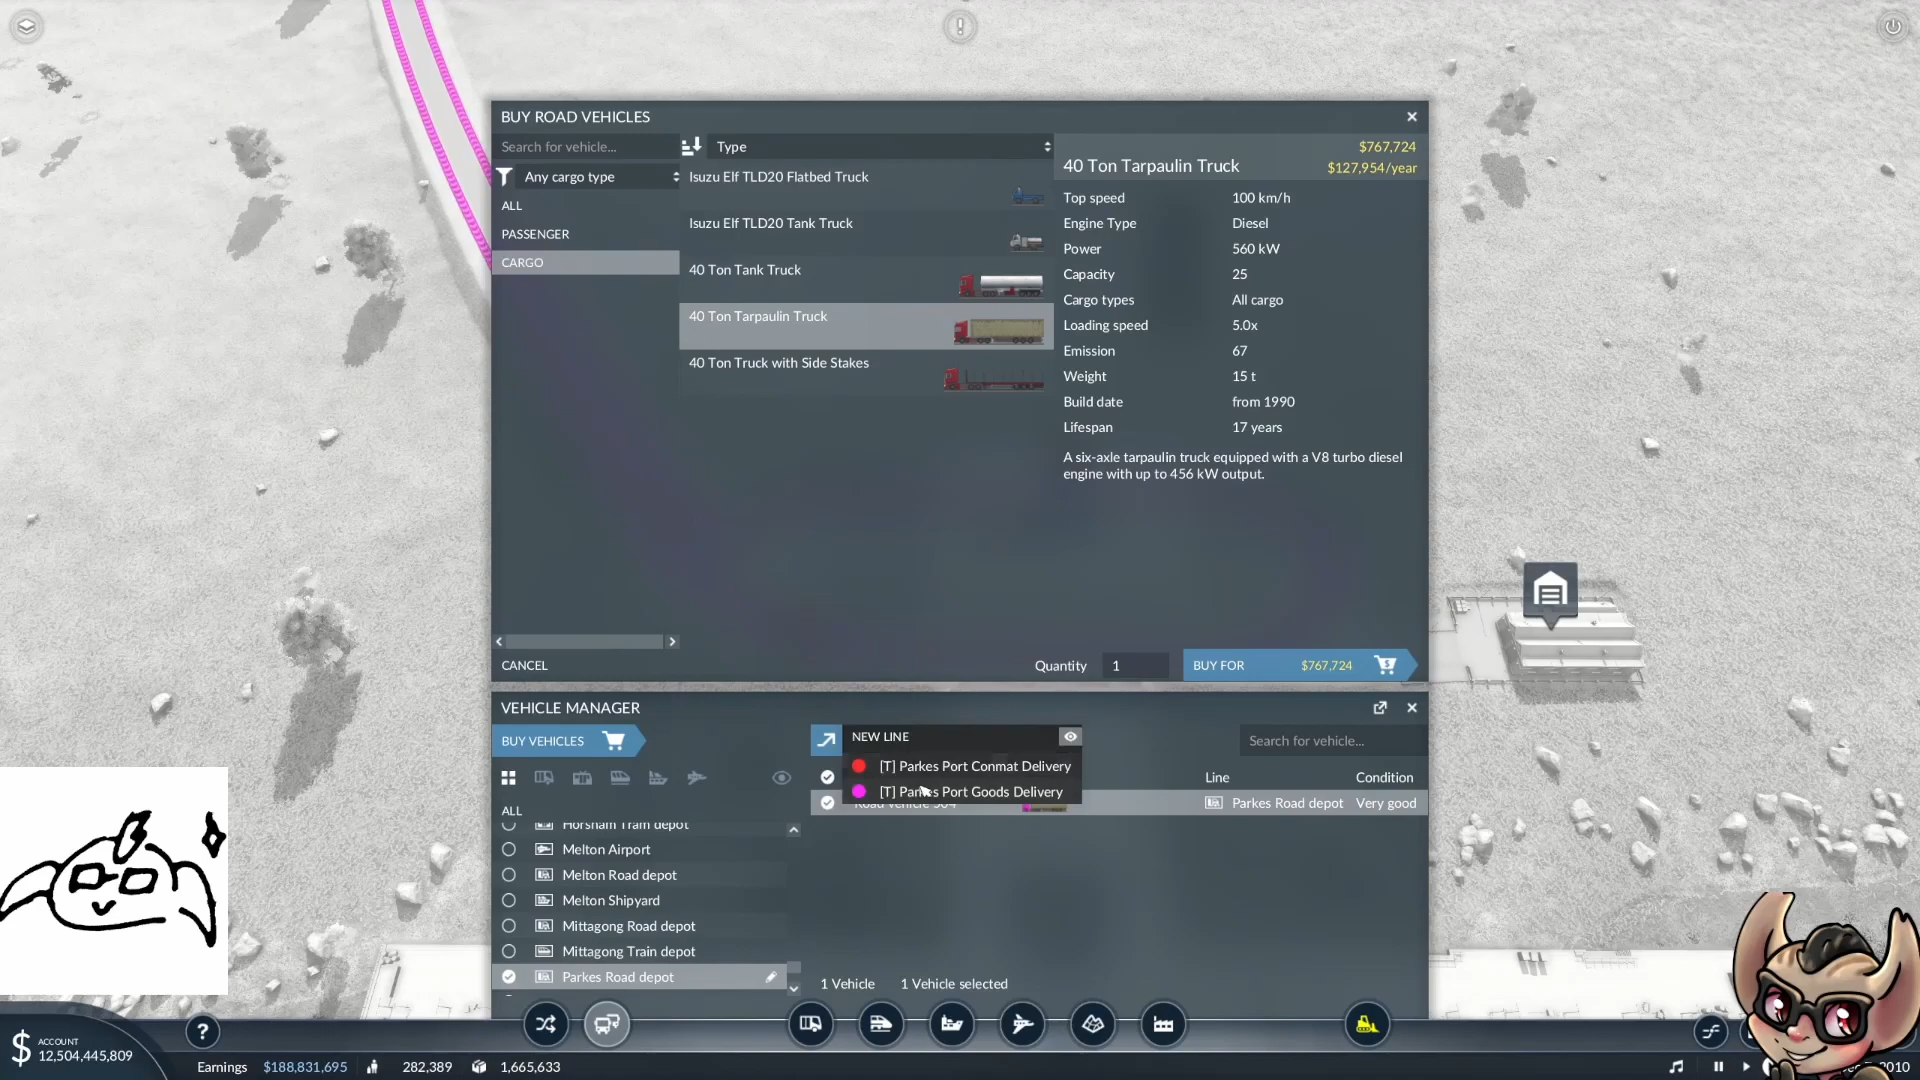 BUY ROAD VEHICLES
Search for vehicle...
Type
Any cargo type
ALL
PASSENGER
CARGO
Isuzu Elf TLD20 Flatbed Truck
Isuzu Elf TLD20 Tank Truck
40 Ton Tank Truck
40 Ton Tarpaulin Truck
40 Ton Truck with Side Stakes
$767,724
40 Ton Tarpaulin Truck
$127,954/year
Top speed 100 km/h
Engine Type Diesel
Power 560 kW
Capacity 25
Cargo types All cargo
Loading speed 5.0x
Emission 67
Weight 15 t
Build date from 1990
Lifespan 17 years
A six-axle tarpaulin truck equipped with a V8 turbo diesel
engine with up to 456 kW output.
CANCEL
Quantity 1
BUY FOR $767,724
VEHICLE MANAGER
BUY VEHICLES
NEW LINE
Search for vehicle...
[T] Parkes Port Conmat Delivery
[T] Parkes Port Goods Delivery
Line Condition
Parkes Road depot Very good
ALL
Horsham Train depot
Melton Airport
Melton Road depot
Melton Shipyard
Mittagong Road depot
Mittagong Train depot
Parkes Road depot
1 Vehicle 1 Vehicle selected
ACCOUNT
$ 12,504,445,809
?
Earnings $188,831,695
282,389
1,665,633
2010